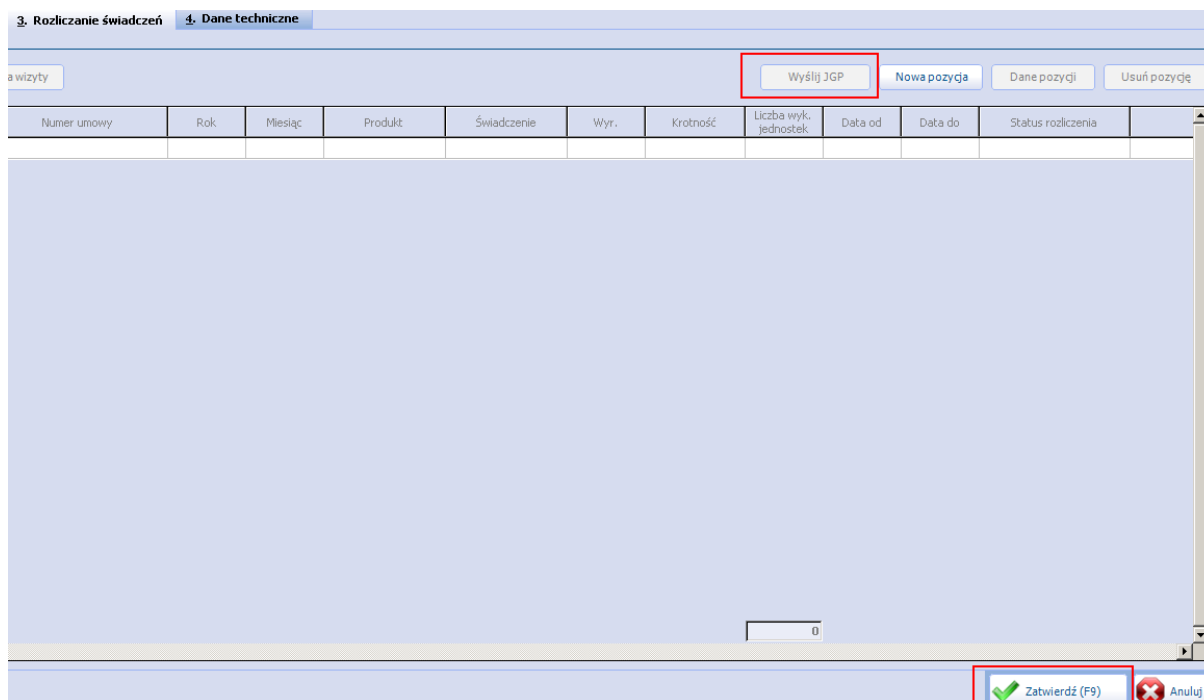 3. Rozliczanie świadczeń 4. Dane techniczne
a wizyty Wyślij JGP Nowa pozycja Dane pozycji Usuń pozycję
Numer umowy Rok Miesiąc Produkt Świadczenie Wyr. Krotność Liczba wyk. jednostek Data od Data do Status rozliczenia
0
Zatwierdź (F9) Anuluj